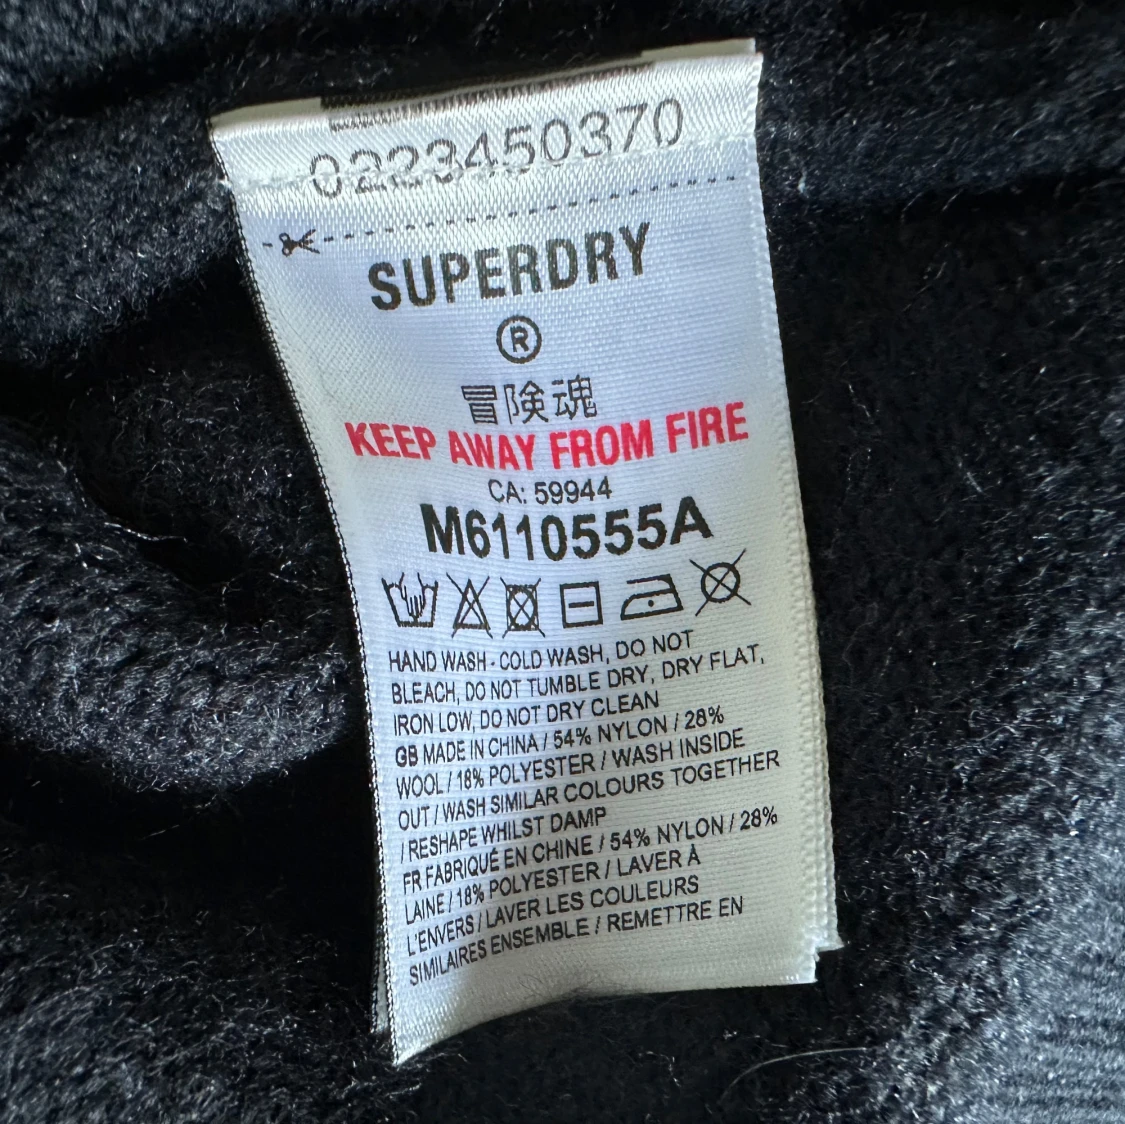 0223450370
SUPERDRY
®
冒険魂
KEEP AWAY FROM FIRE
CA: 59944
M6110555A
HAND WASH - COLD WASH, DO NOT
BLEACH, DO NOT TUMBLE DRY, DRY FLAT,
IRON LOW, DO NOT DRY CLEAN
GB MADE IN CHINA / 54% NYLON / 28%
WOOL / 18% POLYESTER / WASH INSIDE
OUT / WASH SIMILAR COLOURS TOGETHER
/ RESHAPE WHILST DAMP
FR FABRIQUÉ EN CHINE / 54% NYLON / 28%
LAINE / 18% POLYESTER / LAVER À
L'ENVERS / LAVER LES COULEURS
SIMILAIRES ENSEMBLE / REMETTRE EN